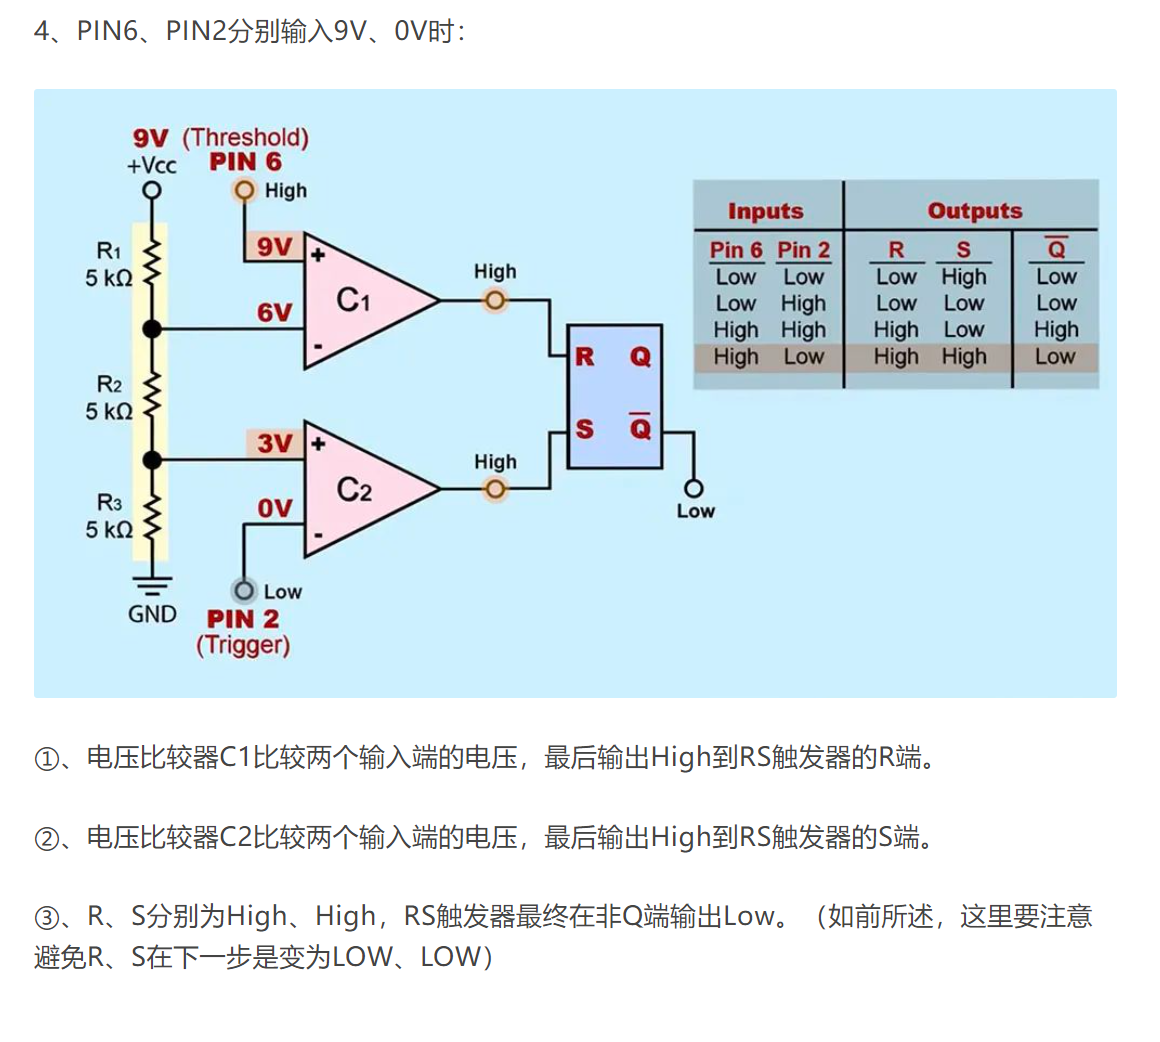 4、PIN6、PIN2分别输入9V、0V时：
9V (Threshold)
+Vcc PIN 6
High
R1
5 kΩ
9V +
C1
6V -
High
R2
5 kΩ
R Q
S Q̅
3V +
C2
0V -
High
R3
5 kΩ
Low
Low
GND PIN 2
(Trigger)
Inputs Outputs
Pin 6 Pin 2 R S Q̅
Low Low Low High Low
Low High Low Low Low
High High High Low High
High Low High High Low
①、电压比较器C1比较两个输入端的电压，最后输出High到RS触发器的R端。
②、电压比较器C2比较两个输入端的电压，最后输出High到RS触发器的S端。
③、R、S分别为High、High，RS触发器最终在非Q端输出Low。（如前所述，这里要注意
避免R、S在下一步是变为LOW、LOW）